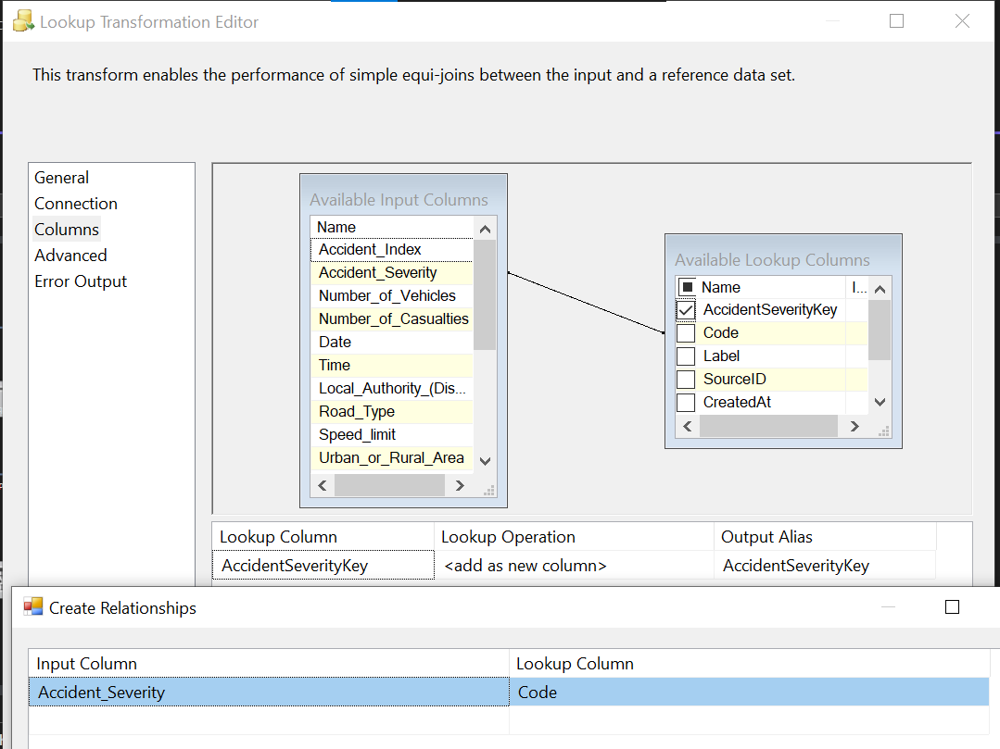 Lookup Transformation Editor
This transform enables the performance of simple equi-joins between the input and a reference data set.
General
Connection
Columns
Advanced
Error Output
Available Input Columns
Name
Accident_Index
Accident_Severity
Number_of_Vehicles
Number_of_Casualties
Date
Time
Local_Authority_(Dis...
Road_Type
Speed_limit
Urban_or_Rural_Area
Available Lookup Columns
Name I...
AccidentSeverityKey
Code
Label
SourceID
CreatedAt
Lookup Column Lookup Operation Output Alias
AccidentSeverityKey <add as new column> AccidentSeverityKey
Create Relationships
Input Column Lookup Column
Accident_Severity Code